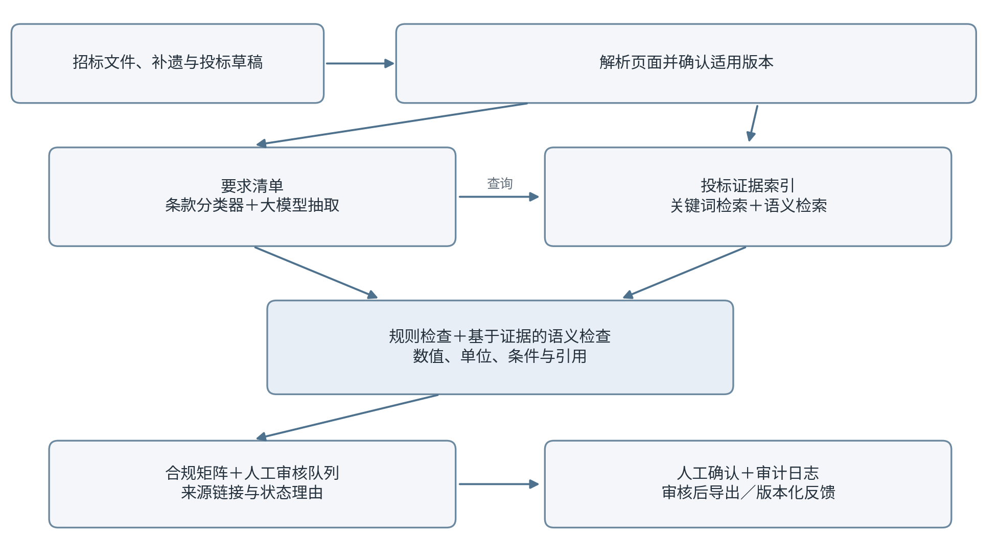 招标文件、补遗与投标草稿
解析页面并确认适用版本
要求清单
条款分类器＋大模型抽取
查询
投标证据索引
关键词检索＋语义检索
规则检查＋基于证据的语义检查
数值、单位、条件与引用
合规矩阵＋人工审核队列
来源链接与状态理由
人工确认＋审计日志
审核后导出／版本化反馈